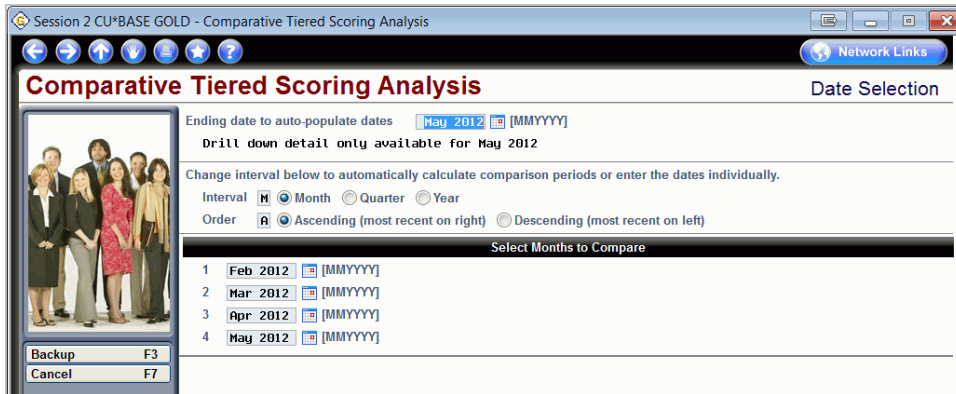 Session 2 CU*BASE GOLD - Comparative Tiered Scoring Analysis
Network Links
Comparative Tiered Scoring Analysis
Date Selection
Ending date to auto-populate dates May 2012 [MMYYYY]
Drill down detail only available for May 2012
Change interval below to automatically calculate comparison periods or enter the dates individually.
Interval M Month Quarter Year
Order A Ascending (most recent on right) Descending (most recent on left)
Select Months to Compare
1 Feb 2012 [MMYYYY]
2 Mar 2012 [MMYYYY]
3 Apr 2012 [MMYYYY]
4 May 2012 [MMYYYY]
Backup F3
Cancel F7